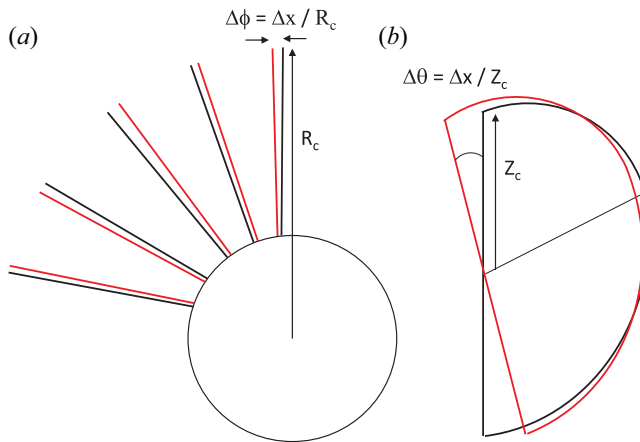 (a)
Δϕ = Δx / R_c
R_c
(b)
Δθ = Δx / Z_c
Z_c